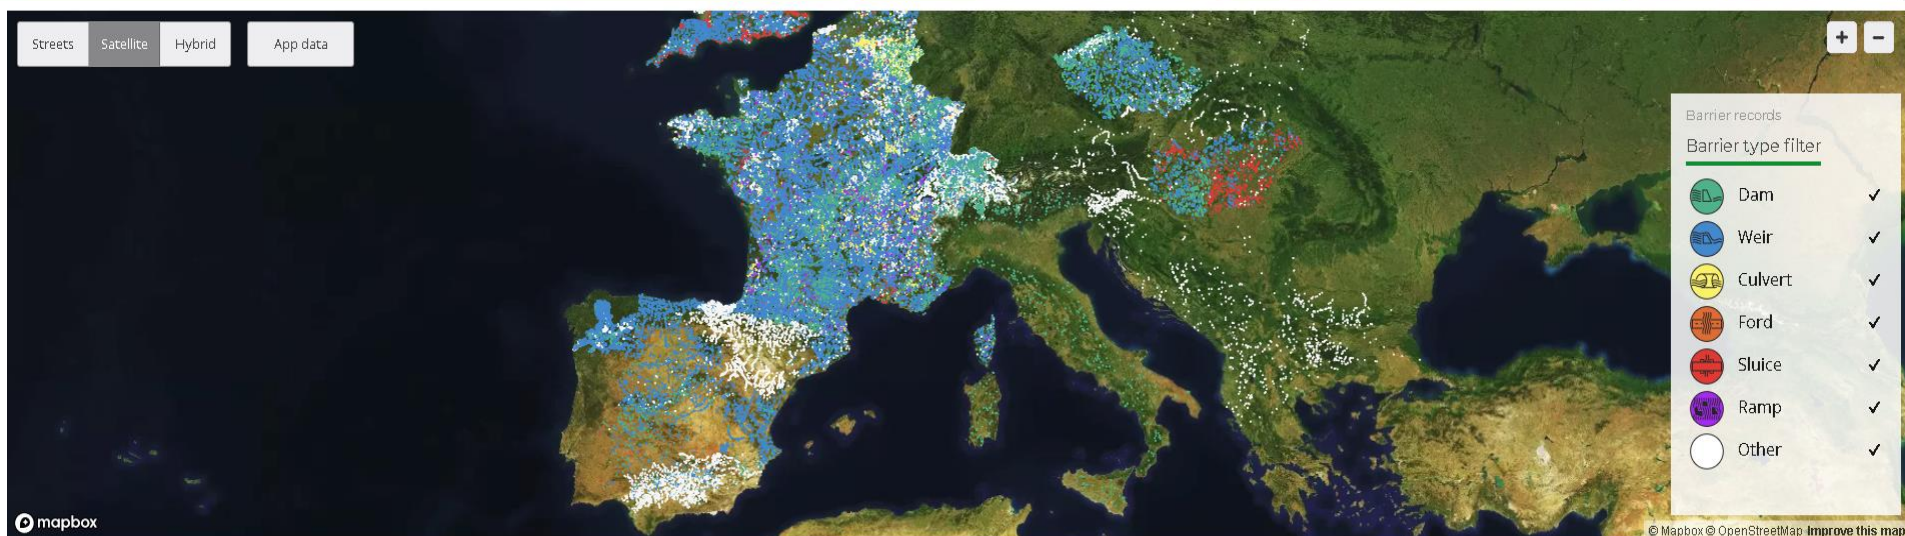 Streets Satellite Hybrid App data
+ −
Barrier records
Barrier type filter
Dam
Weir
Culvert
Ford
Sluice
Ramp
Other
mapbox
© Mapbox © OpenStreetMap Improve this map